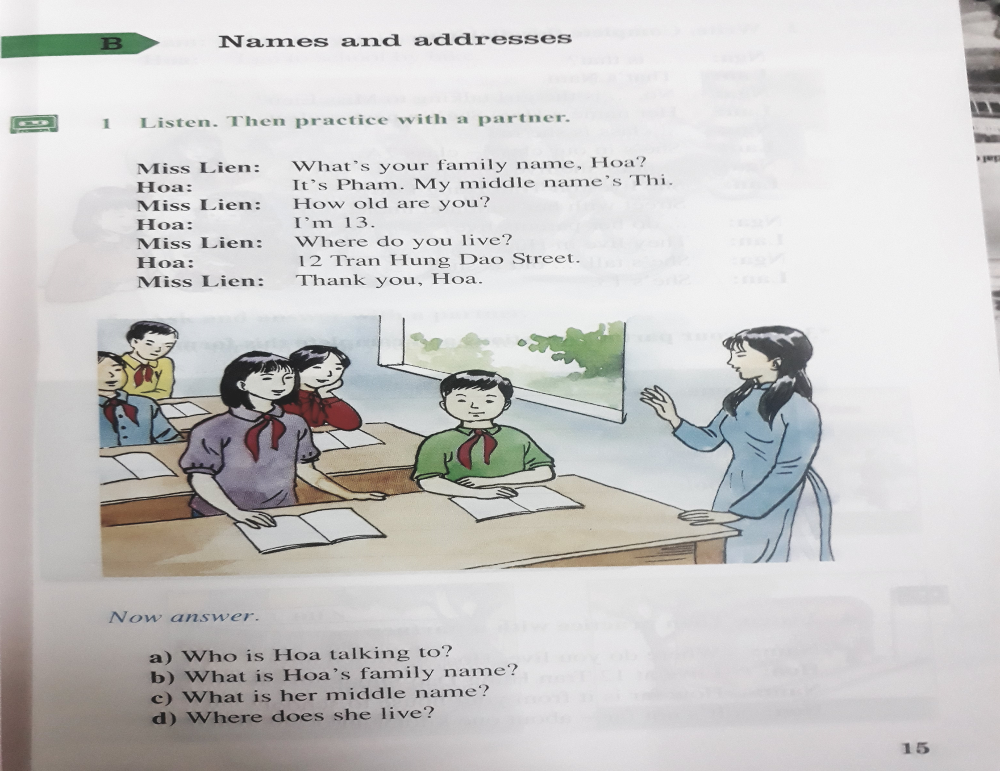 B Names and addresses
1 Listen. Then practice with a partner.
Miss Lien: What's your family name, Hoa?
Hoa: It's Pham. My middle name's Thi.
Miss Lien: How old are you?
Hoa: I'm 13.
Miss Lien: Where do you live?
Hoa: 12 Tran Hung Dao Street.
Miss Lien: Thank you, Hoa.
Now answer.
a) Who is Hoa talking to?
b) What is Hoa's family name?
c) What is her middle name?
d) Where does she live?
15